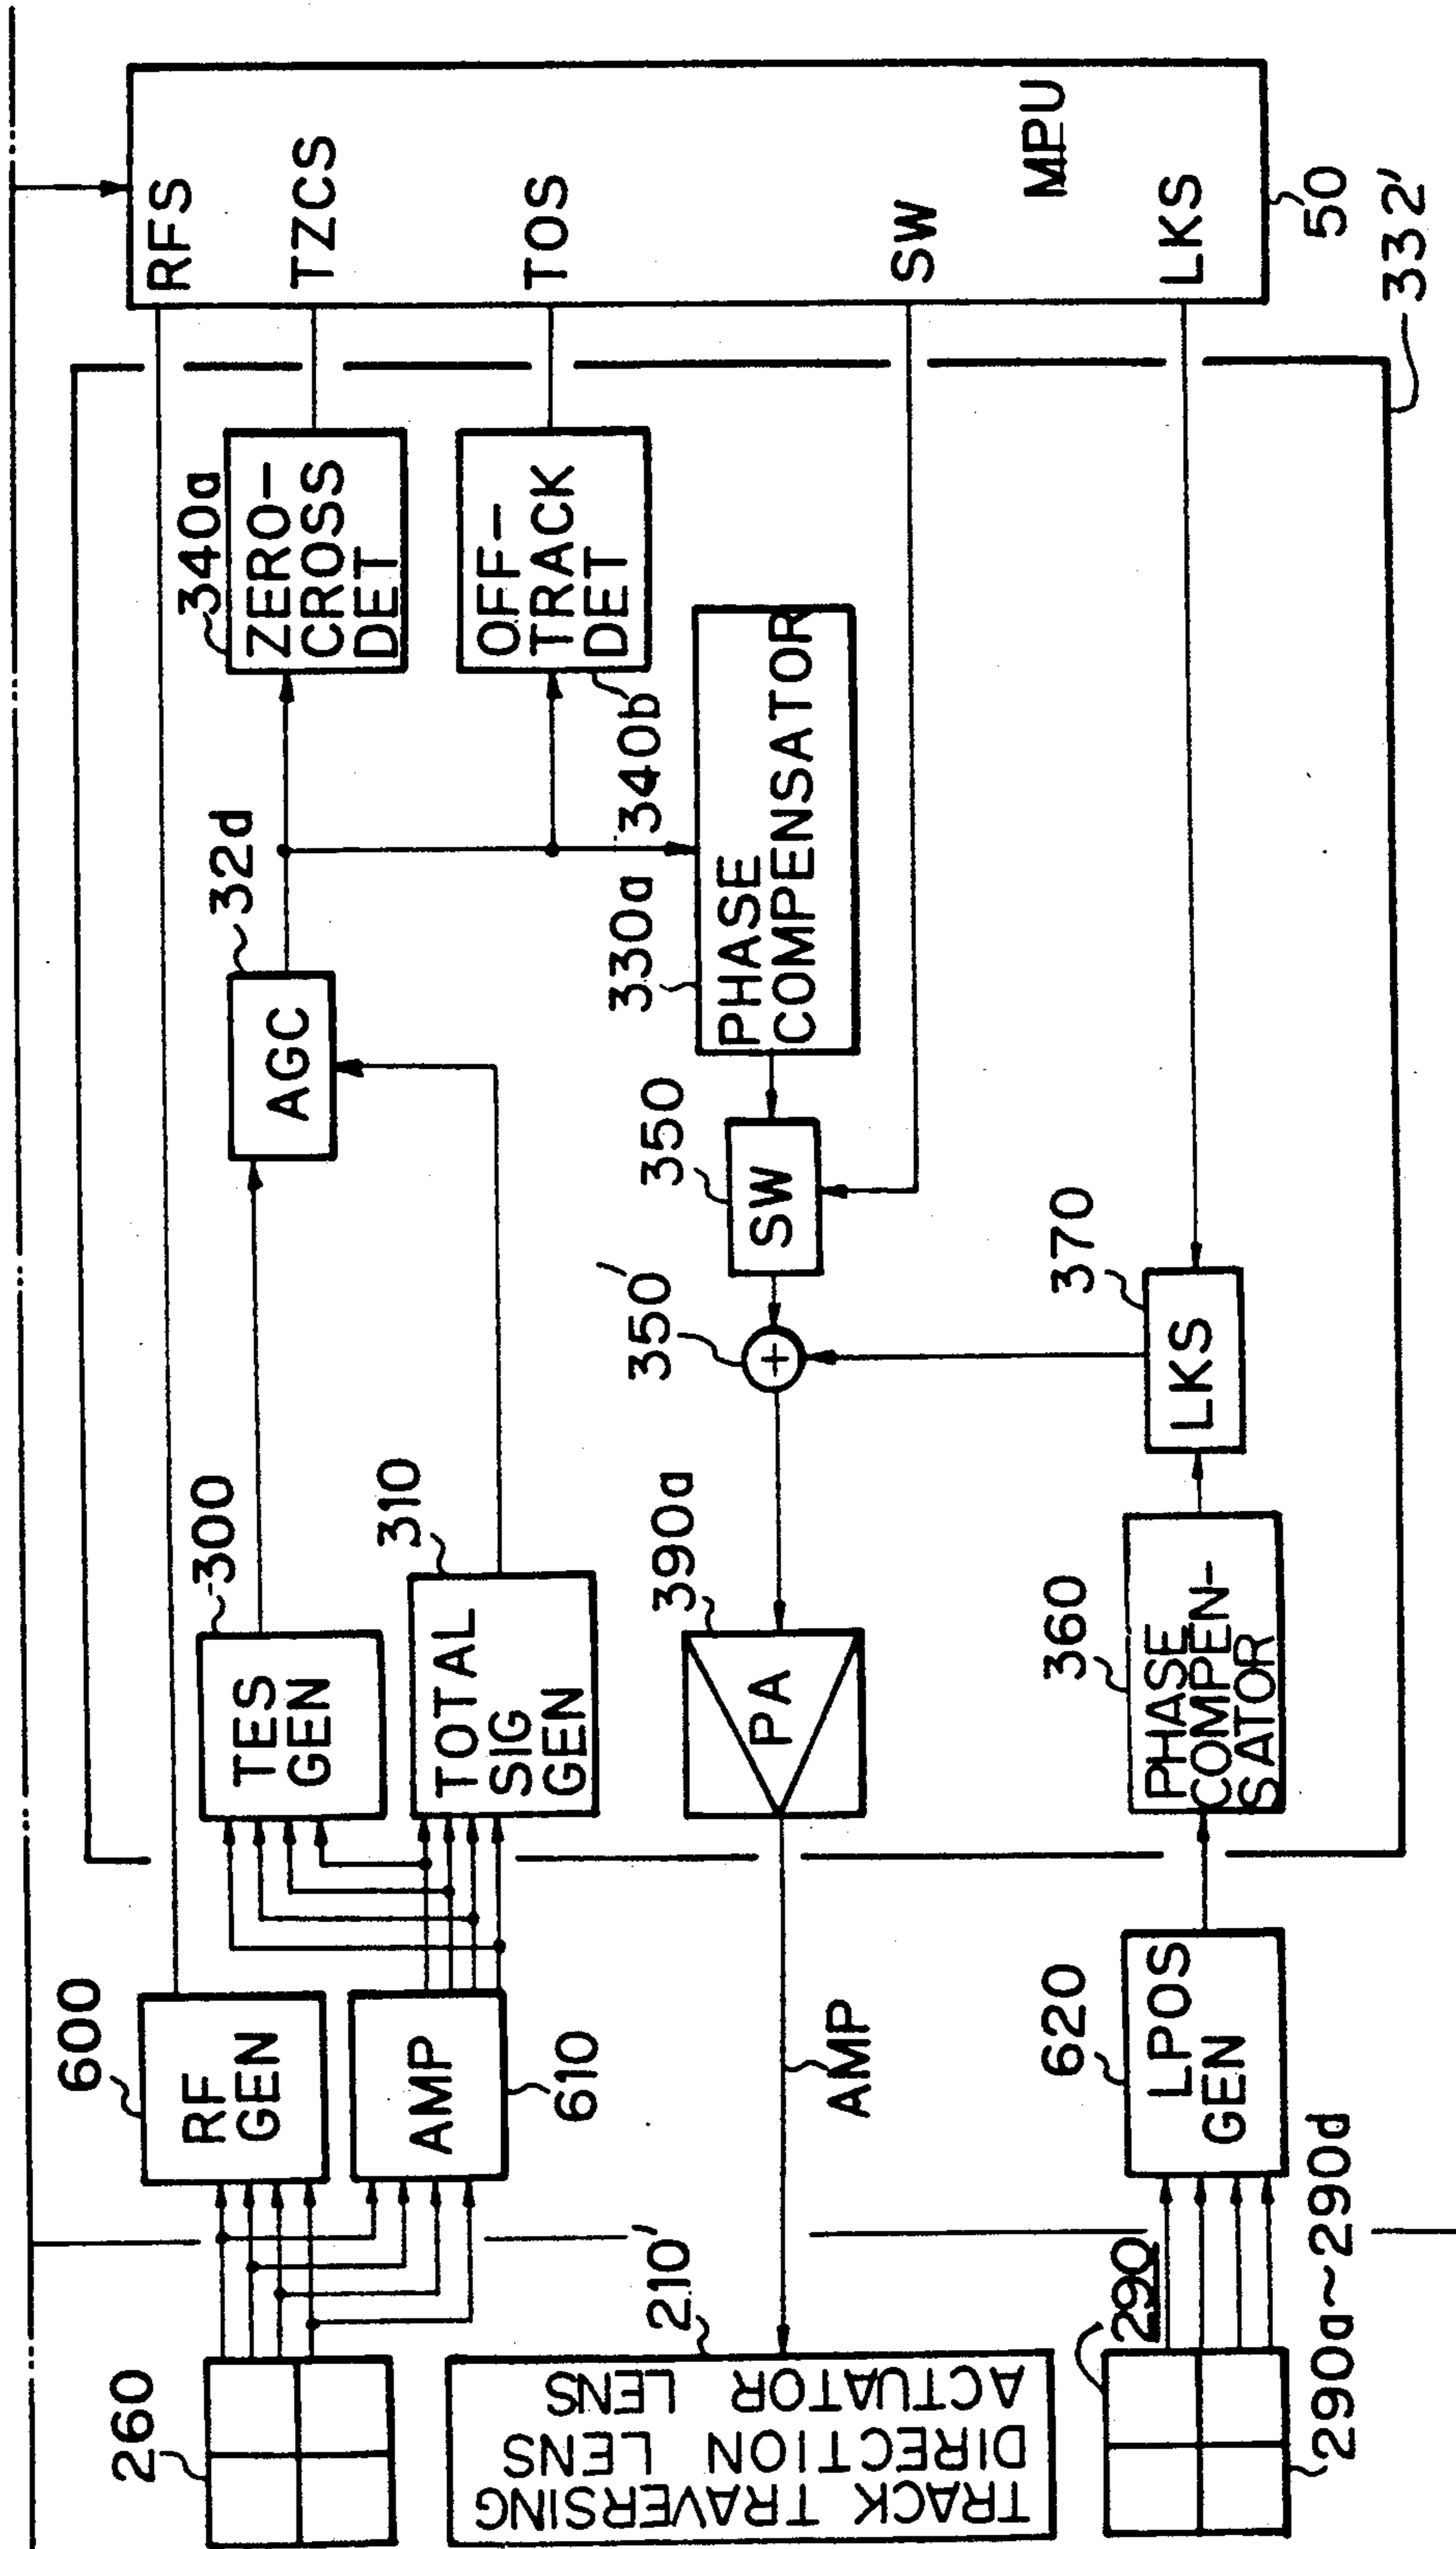 260
600
RF
GEN
AMP
610
300
TES
GEN
310
TOTAL
SIG
GEN
32d
AGC
340a
ZERO-
CROSS
DET
OFF-
TRACK
DET
340b
330a
PHASE
COMPENSATOR
350
SW
350'
390a
PA
AMP
210'
TRACK TRAVERSING
DIRECTION LENS
ACTUATOR LENS
290
290a~290d
620
LPOS
GEN
360
PHASE
COMPEN-
SATOR
370
LKS
RFS
TZCS
TOS
SW
MPU
LKS
50
332'